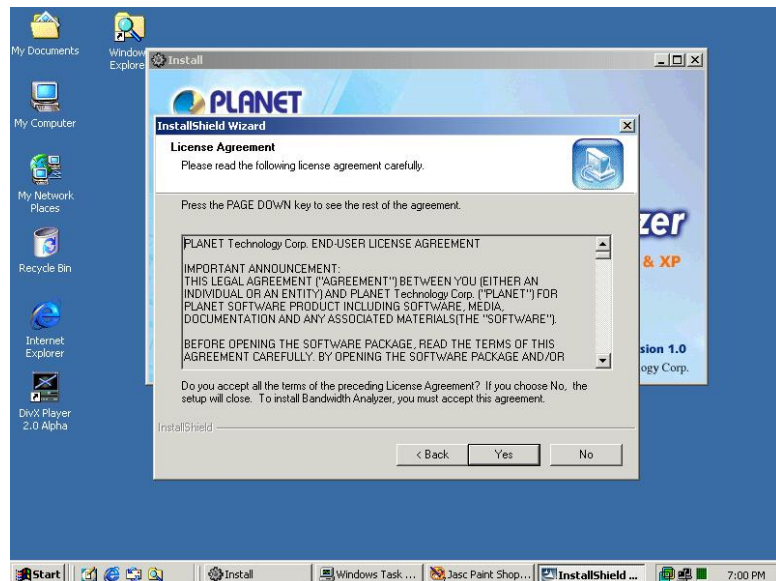 My Documents
Window
Explore
My Computer
My Network
Places
Recycle Bin
Internet
Explorer
DivX Player
2.0 Alpha
Install
PLANET
zer
& XP
sion 1.0
ogy Corp.
InstallShield Wizard
License Agreement
Please read the following license agreement carefully.
Press the PAGE DOWN key to see the rest of the agreement.
PLANET Technology Corp. END-USER LICENSE AGREEMENT
IMPORTANT ANNOUNCEMENT:
THIS LEGAL AGREEMENT ("AGREEMENT") BETWEEN YOU (EITHER AN
INDIVIDUAL OR AN ENTITY) AND PLANET Technology Corp. ("PLANET") FOR
PLANET SOFTWARE PRODUCT INCLUDING SOFTWARE, MEDIA,
DOCUMENTATION AND ANY ASSOCIATED MATERIALS(THE "SOFTWARE").
BEFORE OPENING THE SOFTWARE PACKAGE, READ THE TERMS OF THIS
AGREEMENT CAREFULLY. BY OPENING THE SOFTWARE PACKAGE AND/OR
Do you accept all the terms of the preceding License Agreement? If you choose No, the
setup will close. To install Bandwidth Analyzer, you must accept this agreement.
InstallShield
< Back Yes No
Start Install Windows Task ... Jasc Paint Shop... InstallShield ... 7:00 PM